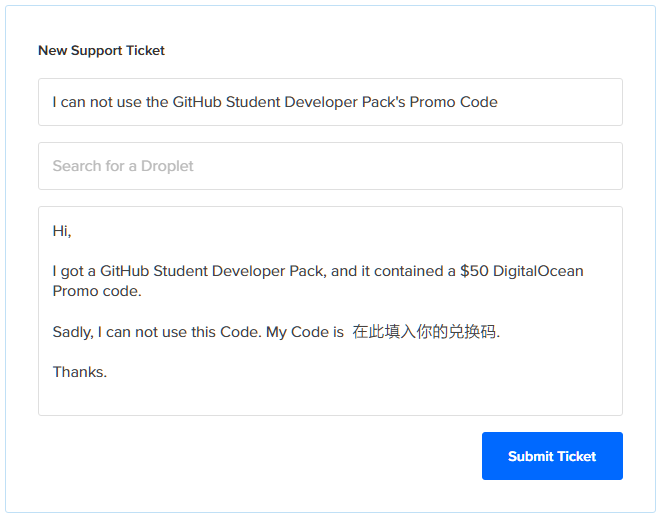 New Support Ticket
I can not use the GitHub Student Developer Pack's Promo Code
Search for a Droplet
Hi,
I got a GitHub Student Developer Pack, and it contained a $50 DigitalOcean
Promo code.
Sadly, I can not use this Code. My Code is  在此填入你的兑换码.
Thanks.
Submit Ticket